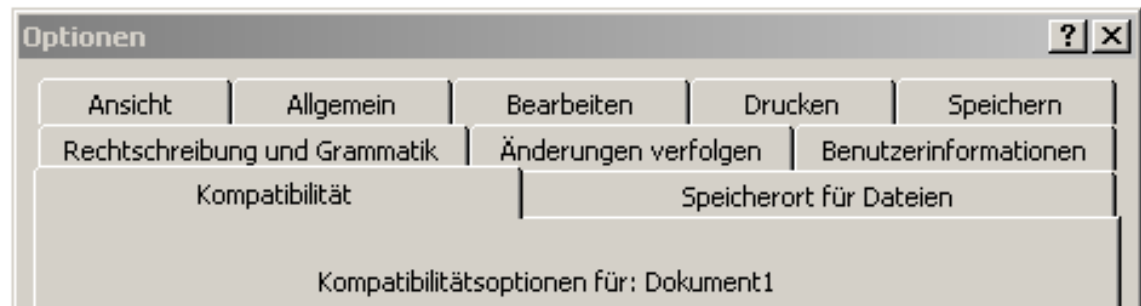 Optionen
Ansicht Allgemein Bearbeiten Drucken Speichern
Rechtschreibung und Grammatik Änderungen verfolgen Benutzerinformationen
Kompatibilität Speicherort für Dateien
Kompatibilitätsoptionen für: Dokument1